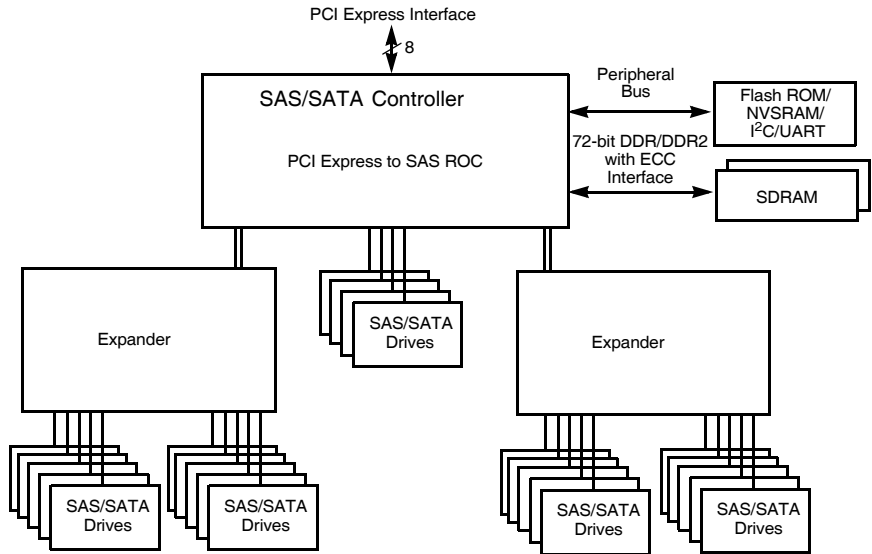 PCI Express Interface
8
SAS/SATA Controller
PCI Express to SAS ROC
Peripheral
Bus
Flash ROM/
NVSRAM/
I²C/UART
72-bit DDR/DDR2
with ECC
Interface
SDRAM
Expander
SAS/SATA
Drives
Expander
SAS/SATA
Drives
SAS/SATA
Drives
SAS/SATA
Drives
SAS/SATA
Drives